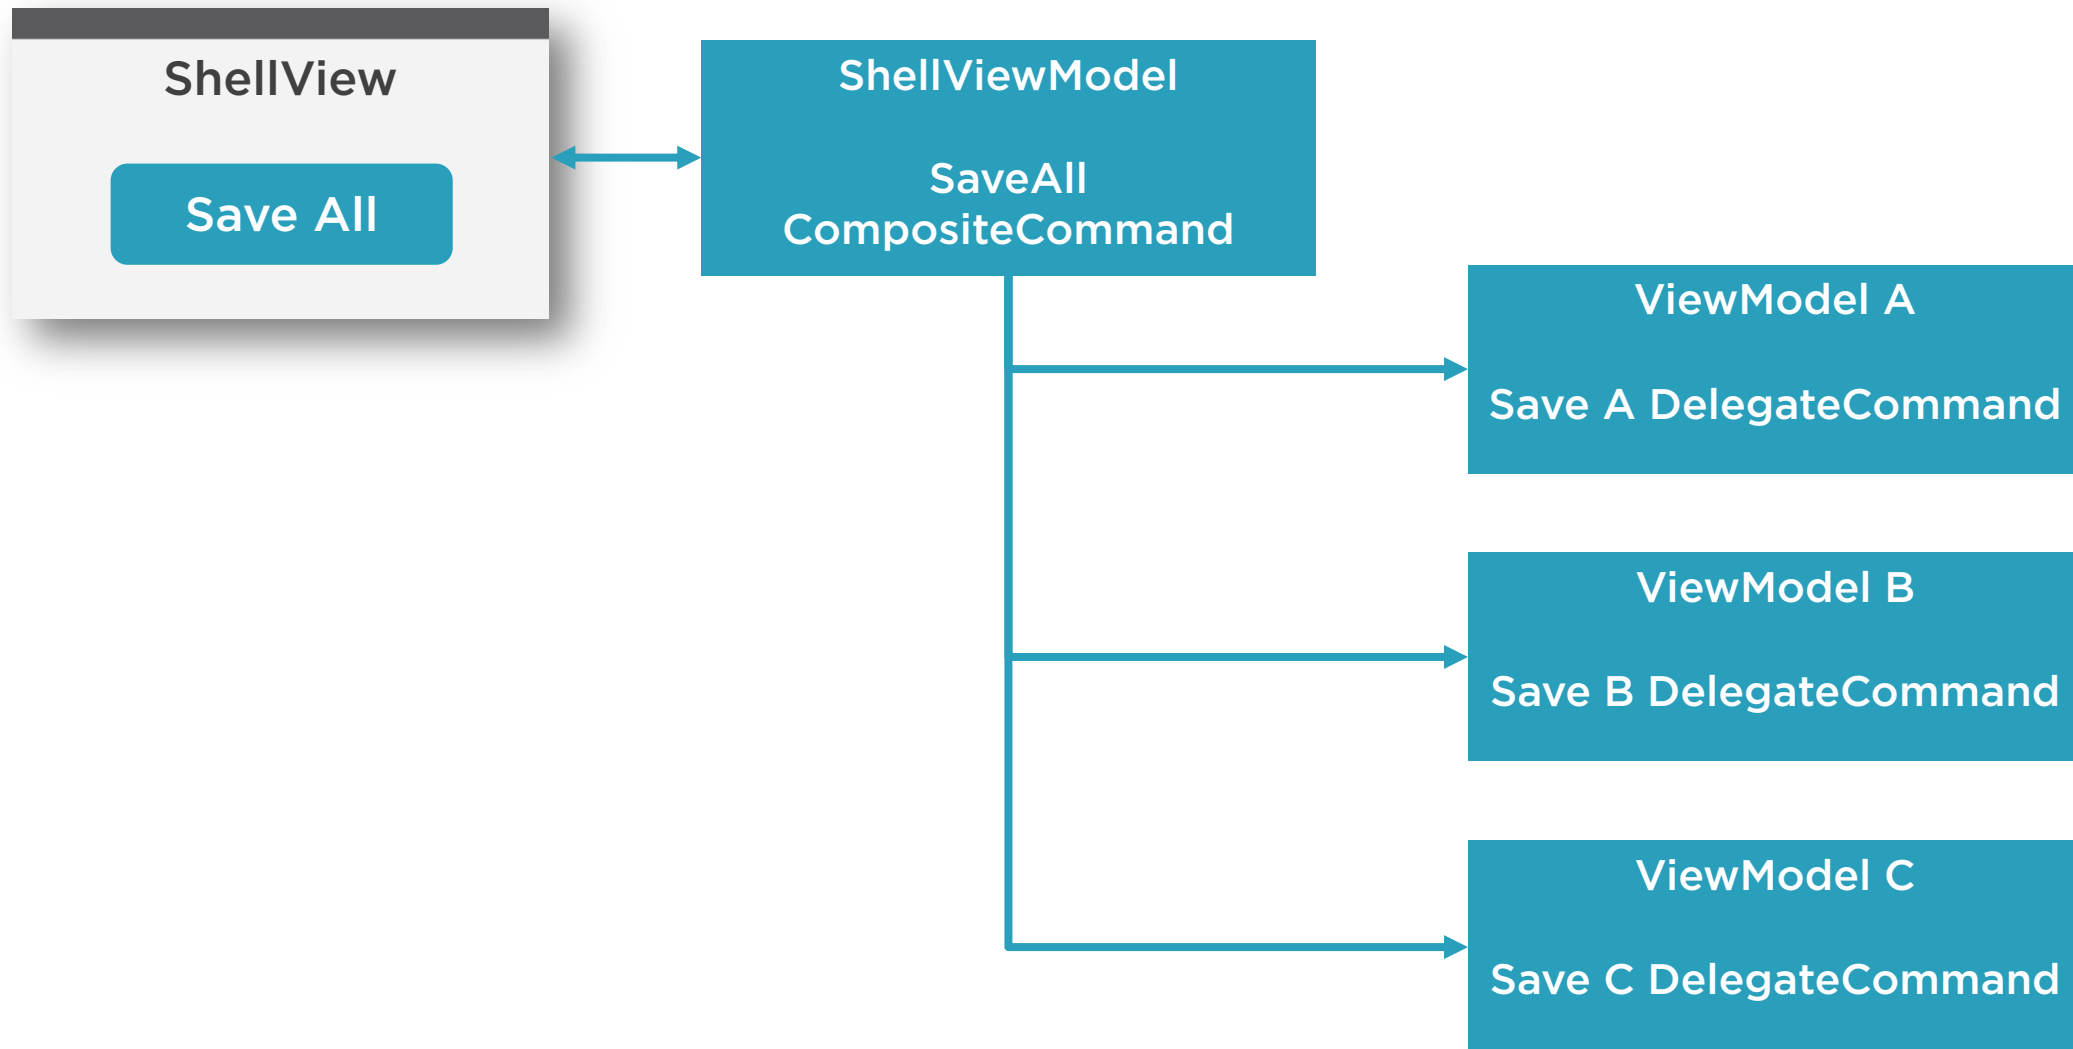 ShellView
Save All
ShellViewModel
SaveAll
CompositeCommand
ViewModel A
Save A DelegateCommand
ViewModel B
Save B DelegateCommand
ViewModel C
Save C DelegateCommand